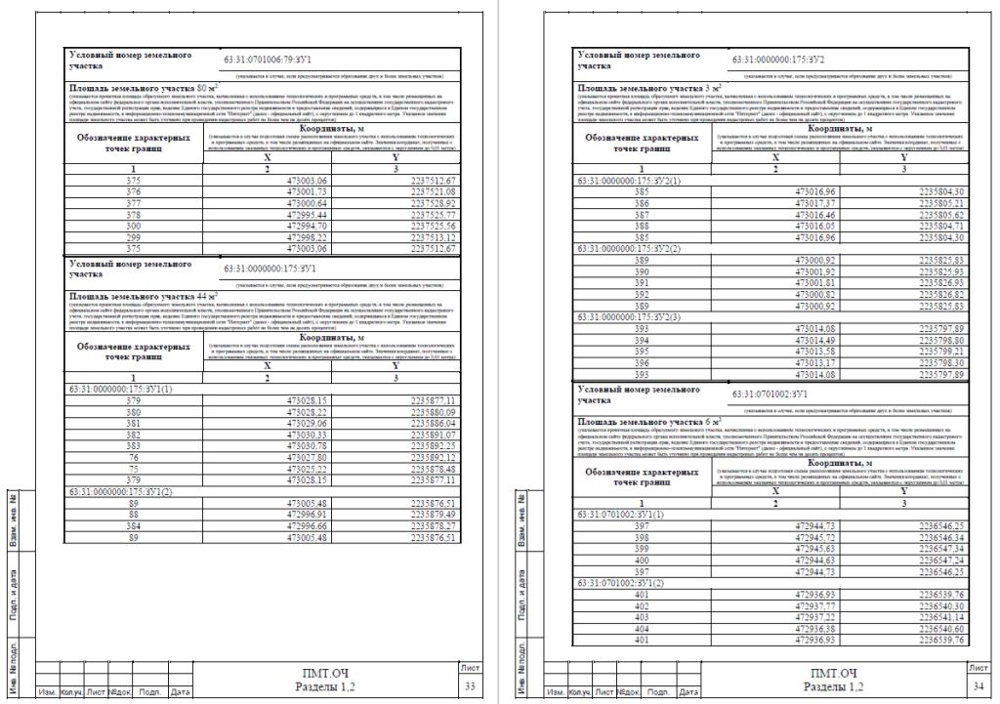 Условный номер земельного участка 63:31:0701006:79:ЗУ1
(указывается в случае, если предусматривается образование двух и более земельных участков)
Площадь земельного участка 80 м²
(указывается проектная площадь образуемого земельного участка, вычисленная с использованием технологических и программных средств, в том числе размещенных на
официальном сайте федерального органа исполнительной власти, уполномоченного Правительством Российской Федерации на осуществление государственного кадастрового
учета, государственной регистрации прав, ведение Единого государственного реестра недвижимости и предоставление сведений, содержащихся в Едином государственном
реестре недвижимости, в информационно-телекоммуникационной сети "Интернет" (далее - официальный сайт), с округлением до 1 квадратного метра. Указанное значение
площади земельного участка может быть уточнено при проведении кадастровых работ не более чем на десять процентов)
Обозначение характерных точек границ
Координаты, м
(указываются в случае подготовки схемы расположения земельного участка с использованием технологических
и программных средств, в том числе размещенных на официальном сайте. Значения координат, полученные с
использованием указанных технологических и программных средств, указываются с округлением до 0,01 метра)
X Y
1 2 3
375 473003,06 2237512,67
376 473001,73 2237521,08
377 473000,64 2237528,92
378 472995,44 2237525,77
300 472994,70 2237525,56
299 472998,22 2237513,12
375 473003,06 2237512,67
Условный номер земельного участка 63:31:0000000:175:ЗУ1
(указывается в случае, если предусматривается образование двух и более земельных участков)
Площадь земельного участка 44 м²
(указывается проектная площадь образуемого земельного участка, вычисленная с использованием технологических и программных средств, в том числе размещенных на
официальном сайте федерального органа исполнительной власти, уполномоченного Правительством Российской Федерации на осуществление государственного кадастрового
учета, государственной регистрации прав, ведение Единого государственного реестра недвижимости и предоставление сведений, содержащихся в Едином государственном
реестре недвижимости, в информационно-телекоммуникационной сети "Интернет" (далее - официальный сайт), с округлением до 1 квадратного метра. Указанное значение
площади земельного участка может быть уточнено при проведении кадастровых работ не более чем на десять процентов)
Обозначение характерных точек границ
Координаты, м
(указываются в случае подготовки схемы расположения земельного участка с использованием технологических
и программных средств, в том числе размещенных на официальном сайте. Значения координат, полученные с
использованием указанных технологических и программных средств, указываются с округлением до 0,01 метра)
X Y
1 2 3
63:31:0000000:175:ЗУ1(1)
379 473028,15 2235877,11
380 473028,22 2235880,09
381 473029,06 2235886,04
382 473030,33 2235891,07
383 473030,78 2235892,25
76 473027,80 2235892,12
75 473025,22 2235878,48
379 473028,15 2235877,11
63:31:0000000:175:ЗУ1(2)
89 473005,48 2235876,51
88 472996,91 2235879,49
384 472996,66 2235878,27
89 473005,48 2235876,51
Взам. инв. №
Подп. и дата
Инв. №подл.
Изм. Кол.уч. Лист №док. Подп. Дата
ПМТ.ОЧ
Разделы 1,2
Лист
33
Условный номер земельного участка 63:31:0000000:175:ЗУ2
(указывается в случае, если предусматривается образование двух и более земельных участков)
Площадь земельного участка 3 м²
(указывается проектная площадь образуемого земельного участка, вычисленная с использованием технологических и программных средств, в том числе размещенных на
официальном сайте федерального органа исполнительной власти, уполномоченного Правительством Российской Федерации на осуществление государственного кадастрового
учета, государственной регистрации прав, ведение Единого государственного реестра недвижимости и предоставление сведений, содержащихся в Едином государственном
реестре недвижимости, в информационно-телекоммуникационной сети "Интернет" (далее - официальный сайт), с округлением до 1 квадратного метра. Указанное значение
площади земельного участка может быть уточнено при проведении кадастровых работ не более чем на десять процентов)
Обозначение характерных точек границ
Координаты, м
(указываются в случае подготовки схемы расположения земельного участка с использованием технологических
и программных средств, в том числе размещенных на официальном сайте. Значения координат, полученные с
использованием указанных технологических и программных средств, указываются с округлением до 0,01 метра)
X Y
1 2 3
63:31:0000000:175:ЗУ2(1)
385 473016,96 2235804,30
386 473017,37 2235805,21
387 473016,46 2235805,62
388 473016,05 2235804,71
385 473016,96 2235804,30
63:31:0000000:175:ЗУ2(2)
389 473000,92 2235825,83
390 473001,92 2235825,93
391 473001,81 2235826,93
392 473000,82 2235826,82
389 473000,92 2235825,83
63:31:0000000:175:ЗУ2(3)
393 473014,08 2235797,89
394 473014,49 2235798,80
395 473013,58 2235799,21
396 473013,17 2235798,30
393 473014,08 2235797,89
Условный номер земельного участка 63:31:0701002:ЗУ1
(указывается в случае, если предусматривается образование двух и более земельных участков)
Площадь земельного участка 6 м²
(указывается проектная площадь образуемого земельного участка, вычисленная с использованием технологических и программных средств, в том числе размещенных на
официальном сайте федерального органа исполнительной власти, уполномоченного Правительством Российской Федерации на осуществление государственного кадастрового
учета, государственной регистрации прав, ведение Единого государственного реестра недвижимости и предоставление сведений, содержащихся в Едином государственном
реестре недвижимости, в информационно-телекоммуникационной сети "Интернет" (далее - официальный сайт), с округлением до 1 квадратного метра. Указанное значение
площади земельного участка может быть уточнено при проведении кадастровых работ не более чем на десять процентов)
Обозначение характерных точек границ
Координаты, м
(указываются в случае подготовки схемы расположения земельного участка с использованием технологических
и программных средств, в том числе размещенных на официальном сайте. Значения координат, полученные с
использованием указанных технологических и программных средств, указываются с округлением до 0,01 метра)
X Y
1 2 3
63:31:0701002:ЗУ1(1)
397 472944,73 2236546,25
398 472945,72 2236546,34
399 472945,63 2236547,34
400 472944,63 2236547,24
397 472944,73 2236546,25
63:31:0701002:ЗУ1(2)
401 472936,93 2236539,76
402 472937,77 2236540,30
403 472937,22 2236541,14
404 472936,38 2236540,60
401 472936,93 2236539,76
Взам. инв. №
Подп. и дата
Инв. №подл.
Изм. Кол.уч. Лист №док. Подп. Дата
ПМТ.ОЧ
Разделы 1,2
Лист
34